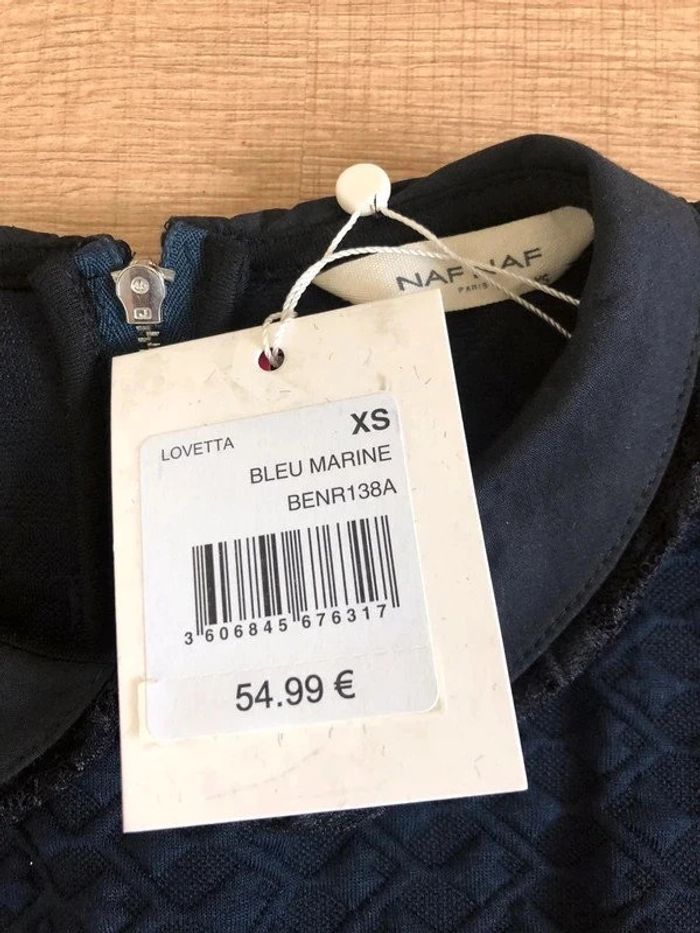 NAF NAF
PARIS
XS
LOVETTA
BLEU MARINE
BENR138A
3 606845 676317
54.99 €